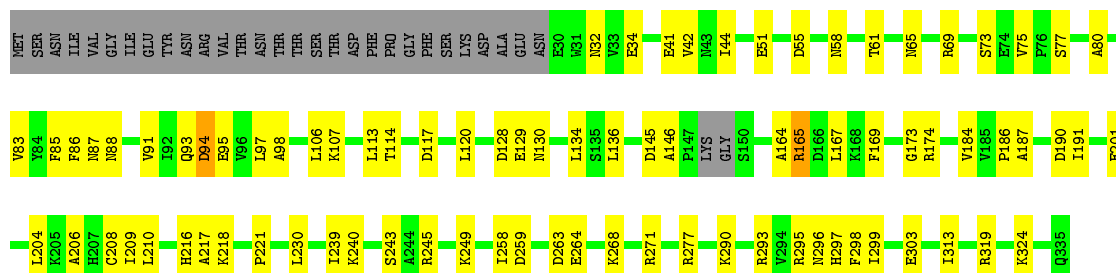 MET SER ASN ILE VAL GLY ILE GLU TYR ASN ARG VAL THR ASN THR THR SER THR ASP PHE PRO GLY PHE SER LYS ASP ALA GLU ASN E30 W31 N32 V33 E34 E41 V42 N43 I44 E51 D55 N58 T61 N65 R69 S73 E74 V75 P76 S77 A80
V83 Y84 F85 F86 N87 N88 V91 I92 Q93 D94 E95 V96 L97 A98 L106 K107 L113 T114 D117 L120 D128 E129 N130 L134 S135 L136 D145 A146 P147 LYS GLY S150 A164 R165 D166 L167 K168 F169 G173 R174 V184 V185 P186 A187 D190 I191
L204 K205 A206 H207 C208 I209 L210 H216 A217 K218 P221 L230 I239 K240 S243 A244 R245 K249 I258 D259 D263 E264 K268 R271 R277 K290 R293 V294 R295 N296 H297 F298 I299 E303 I313 R319 K324 Q335